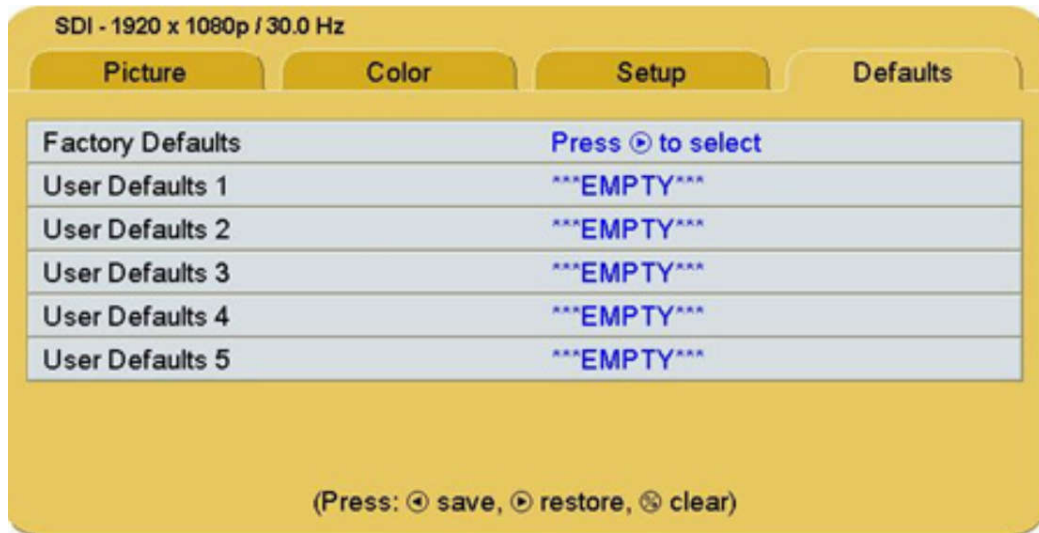 SDI - 1920 x 1080p / 30.0 Hz
Picture Color Setup Defaults
Factory Defaults Press ▶ to select
User Defaults 1 ***EMPTY***
User Defaults 2 ***EMPTY***
User Defaults 3 ***EMPTY***
User Defaults 4 ***EMPTY***
User Defaults 5 ***EMPTY***
(Press: ◀ save, ▶ restore, ⊗ clear)